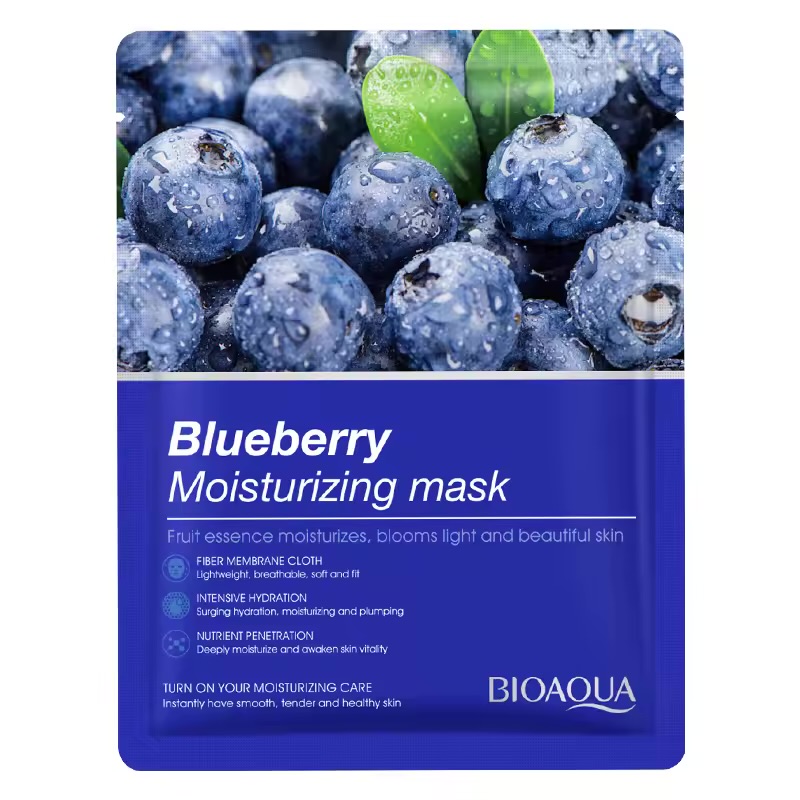 Blueberry
Moisturizing mask
Fruit essence moisturizes, blooms light and beautiful skin
FIBER MEMBRANE CLOTH
Lightweight, breathable, soft and fit
INTENSIVE HYDRATION
Surging hydration, moisturizing and plumping
NUTRIENT PENETRATION
Deeply moisturize and awaken skin vitality
TURN ON YOUR MOISTURIZING CARE
Instantly have smooth, tender and healthy skin
BIOAQUA